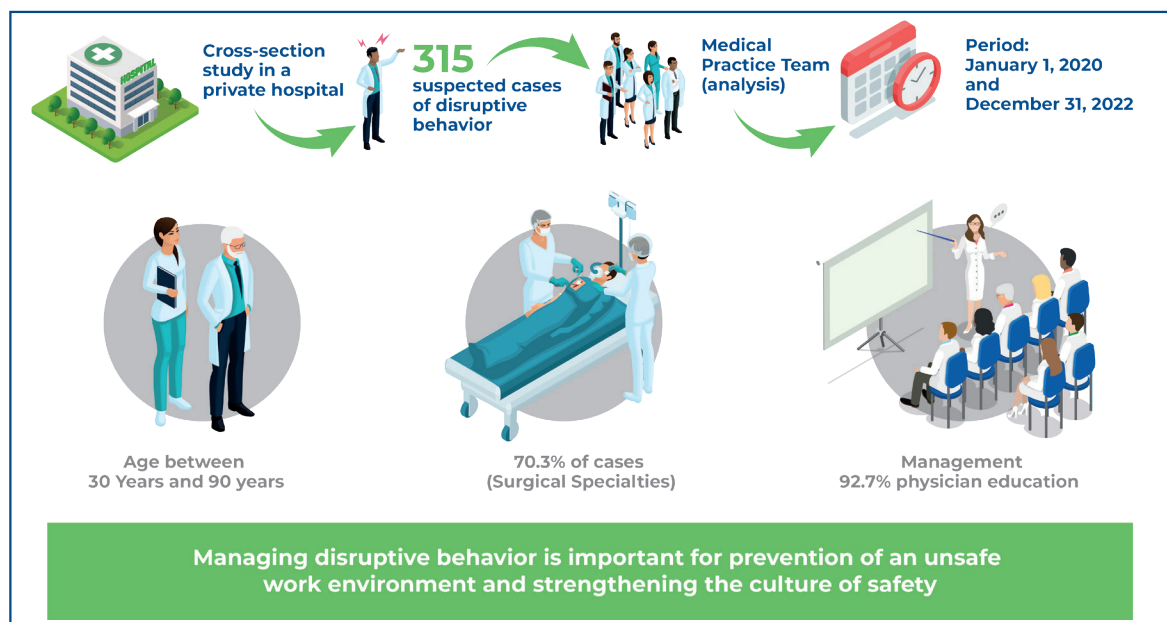 HOSPITAL
Cross-section
study in a
private hospital
315
suspected cases
of disruptive
behavior
Medical
Practice Team
(analysis)
Period:
January 1, 2020
and
December 31, 2022
Age between
30 Years and 90 years
70.3% of cases
(Surgical Specialties)
Management
92.7% physician education
Managing disruptive behavior is important for prevention of an unsafe
work environment and strengthening the culture of safety